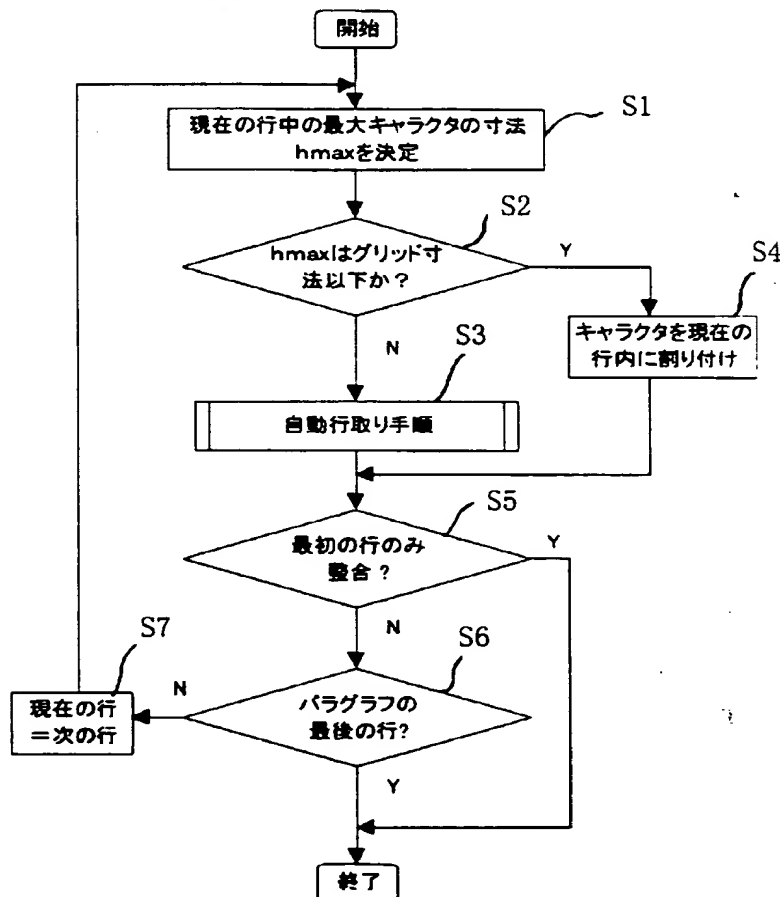 開始
S1
現在の行中の最大キャラクタの寸法
hmaxを決定
S2
hmaxはグリッド寸
法以下か？
Y
S4
キャラクタを現在の
行内に割り付け
N
S3
自動行取り手順
S5
最初の行のみ
整合？
Y
N
S7
S6
現在の行
＝次の行
N
パラグラフの
最後の行?
Y
終了